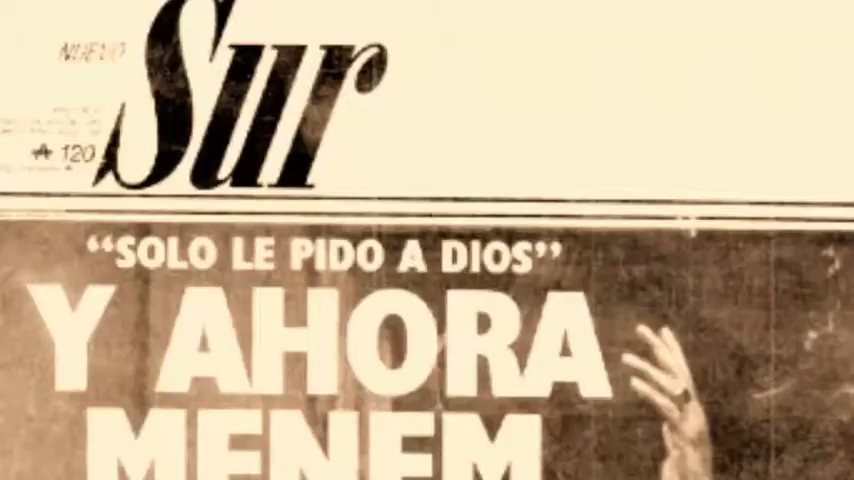 NUEVO
Sur
₳ 120
“SOLO LE PIDO A DIOS”
Y AHORA
MENEM